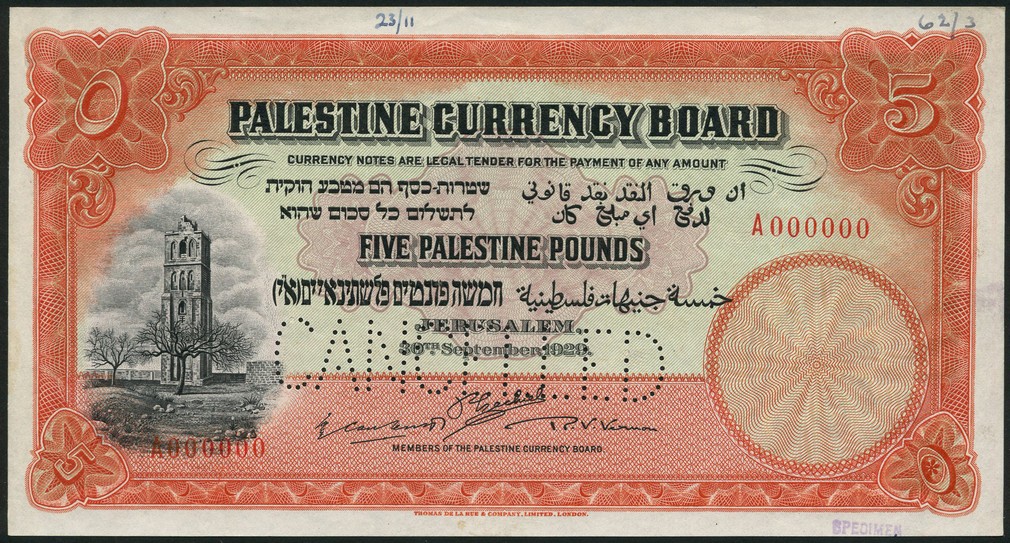 23/11
62/3
5
PALESTINE CURRENCY BOARD
CURRENCY NOTES ARE LEGAL TENDER FOR THE PAYMENT OF ANY AMOUNT
שטרות-כסף הם מטבע חוקית
לתשלום כל סכום שהוא
ان ورق النقد نقد قانوني
لدفع اي مبلغ كان
A000000
FIVE PALESTINE POUNDS
חמשה פונטים פלשתינאיים (א״י)
خمسة جنيهات فلسطينية
JERUSALEM,
30TH September, 1929.
CANCELLED
MEMBERS OF THE PALESTINE CURRENCY BOARD
A000000
5
THOMAS DE LA RUE & COMPANY, LIMITED, LONDON.
SPECIMEN